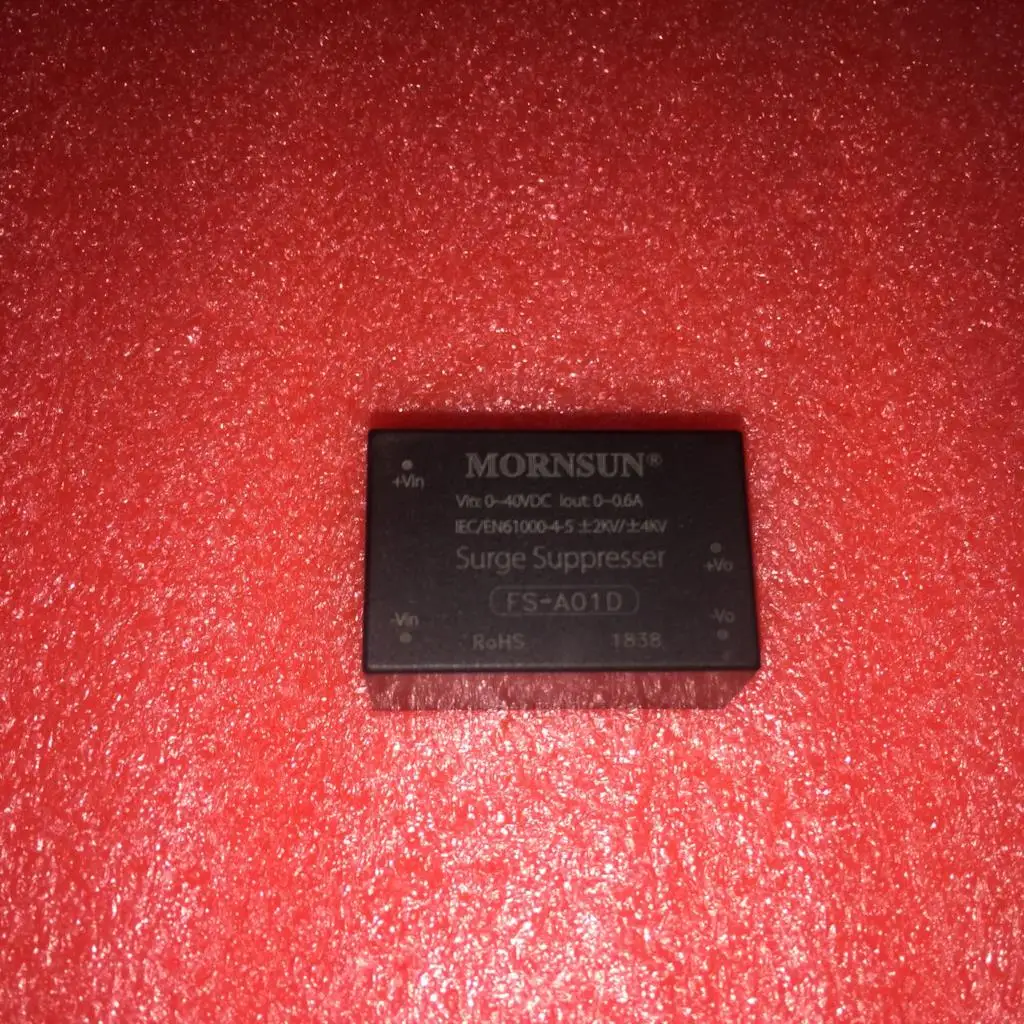 MORNSUN®
+Vin
Vin: 0~40VDC Iout: 0~0.6A
IEC/EN61000-4-5 ±2KV/±4KV
Surge Suppresser
+Vo
FS-A01D
-Vin
-Vo
RoHS 1838